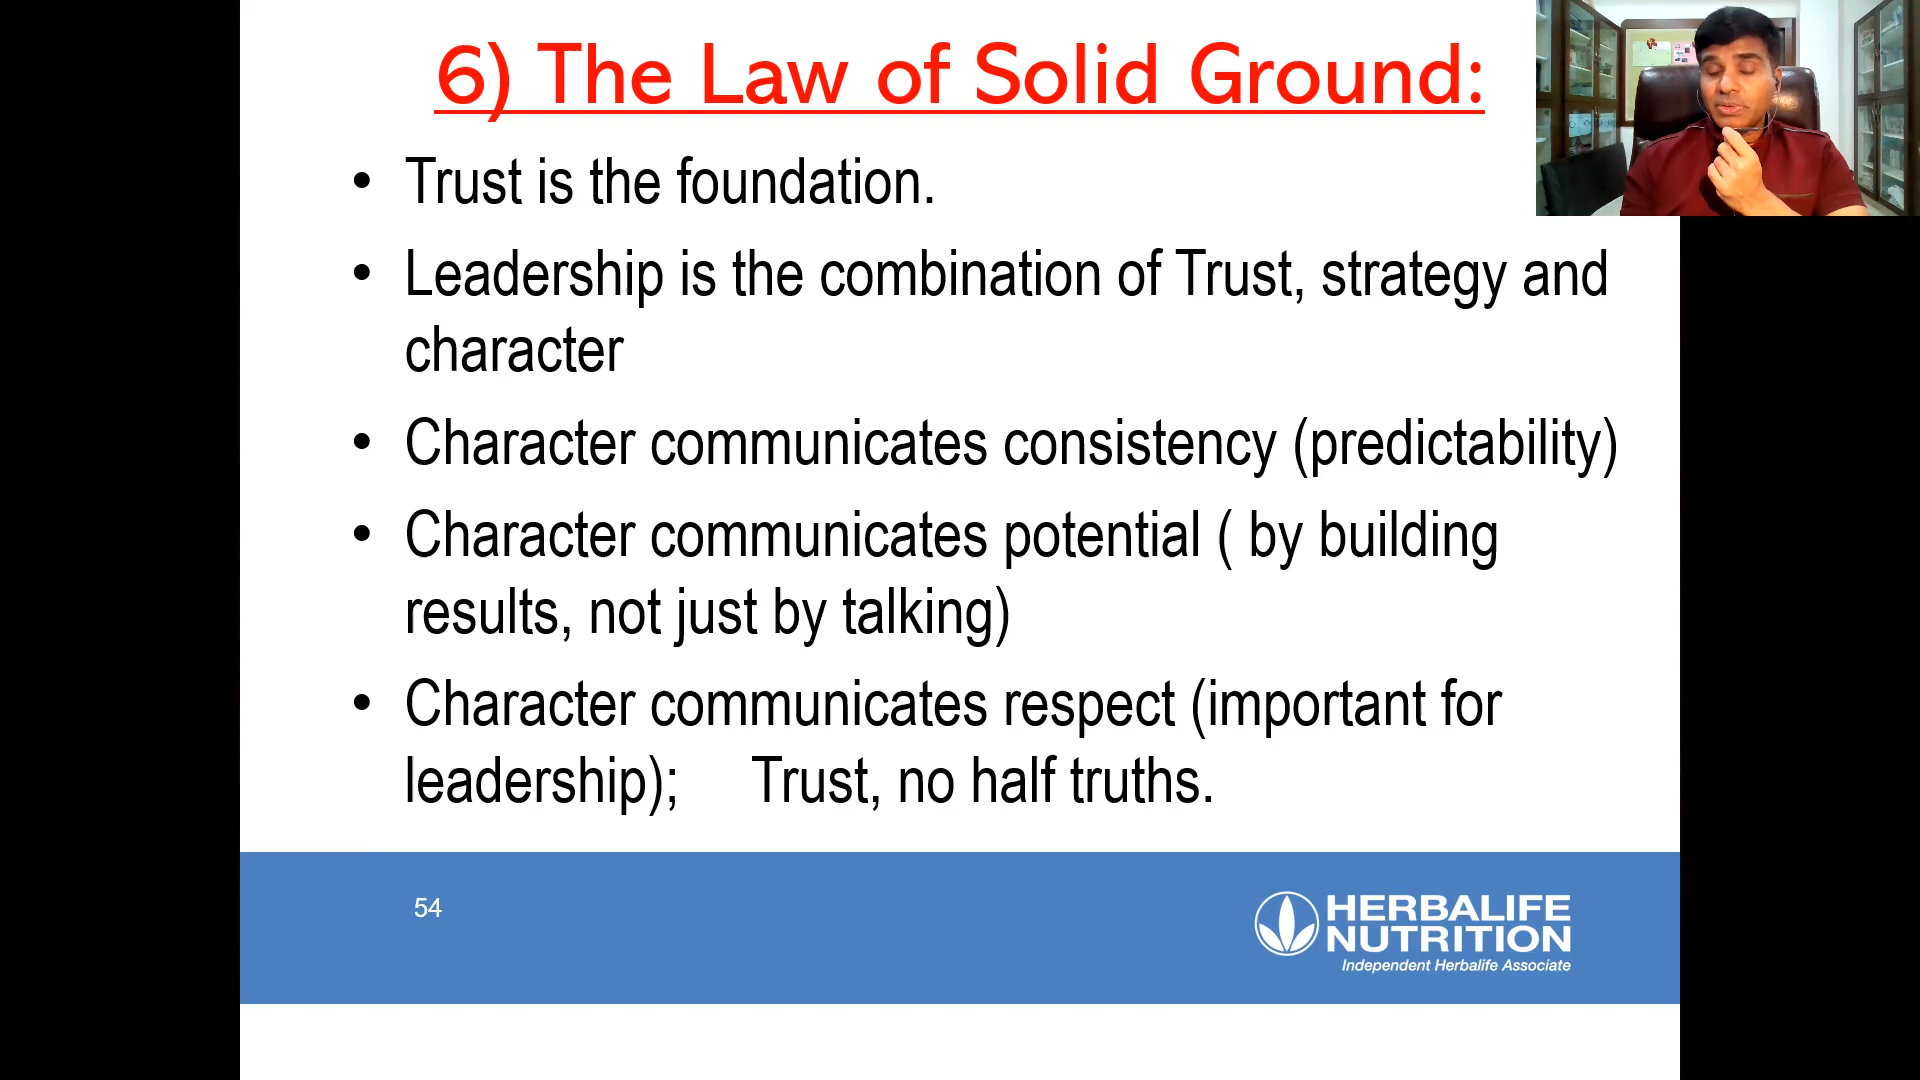 6) The Law of Solid Ground:
• Trust is the foundation.
• Leadership is the combination of Trust, strategy and
character
• Character communicates consistency (predictability)
• Character communicates potential ( by building
results, not just by talking)
• Character communicates respect (important for
leadership); Trust, no half truths.
54
HERBALIFE
NUTRITION
Independent Herbalife Associate